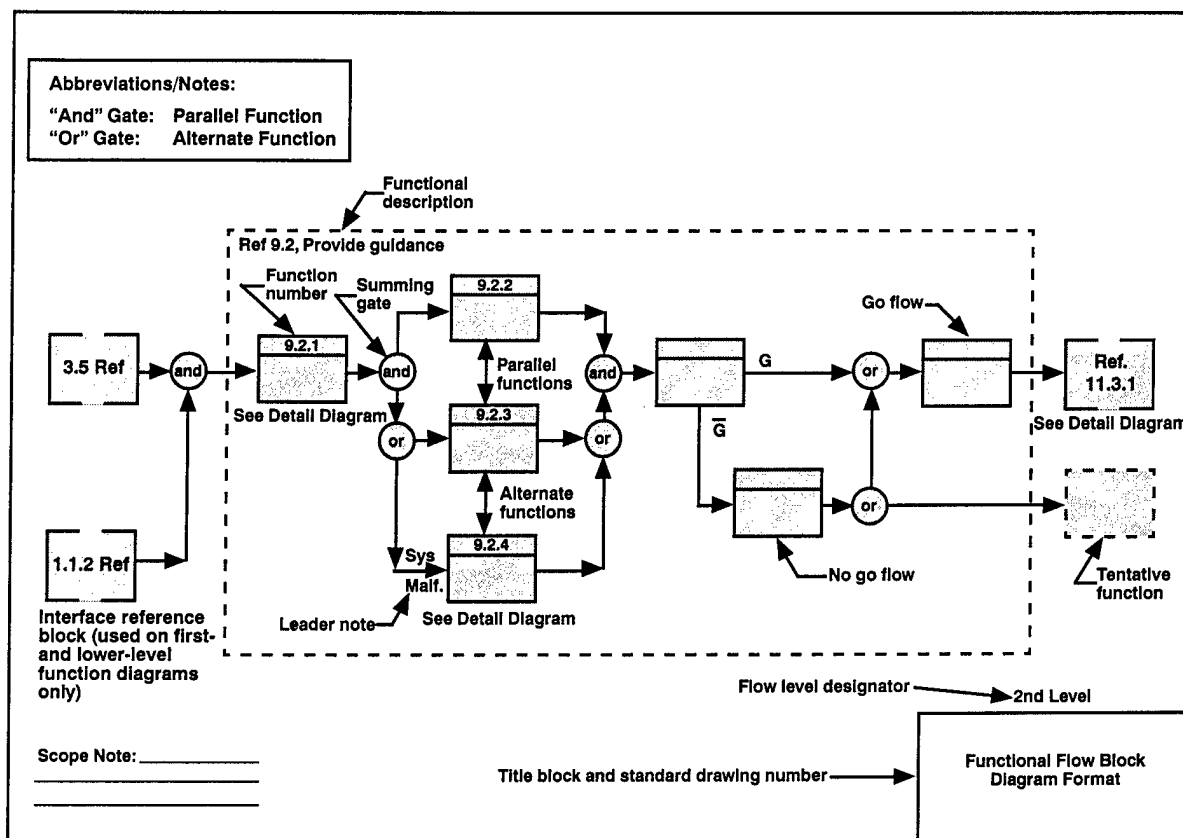 Abbreviations/Notes:
"And" Gate: Parallel Function
"Or" Gate: Alternate Function
Functional
description
Ref 9.2, Provide guidance
Function
number
Summing
gate
9.2.2
Go flow
3.5 Ref
and
9.2.1
and
Parallel
functions
and
G
or
Ref.
11.3.1
See Detail Diagram
See Detail Diagram
or
9.2.3
or
G̅
Alternate
functions
or
1.1.2 Ref
Sys
Malf.
9.2.4
No go flow
Tentative
function
Leader note
See Detail Diagram
Interface reference
block (used on first-
and lower-level
function diagrams
only)
Flow level designator
2nd Level
Scope Note:
Title block and standard drawing number
Functional Flow Block
Diagram Format